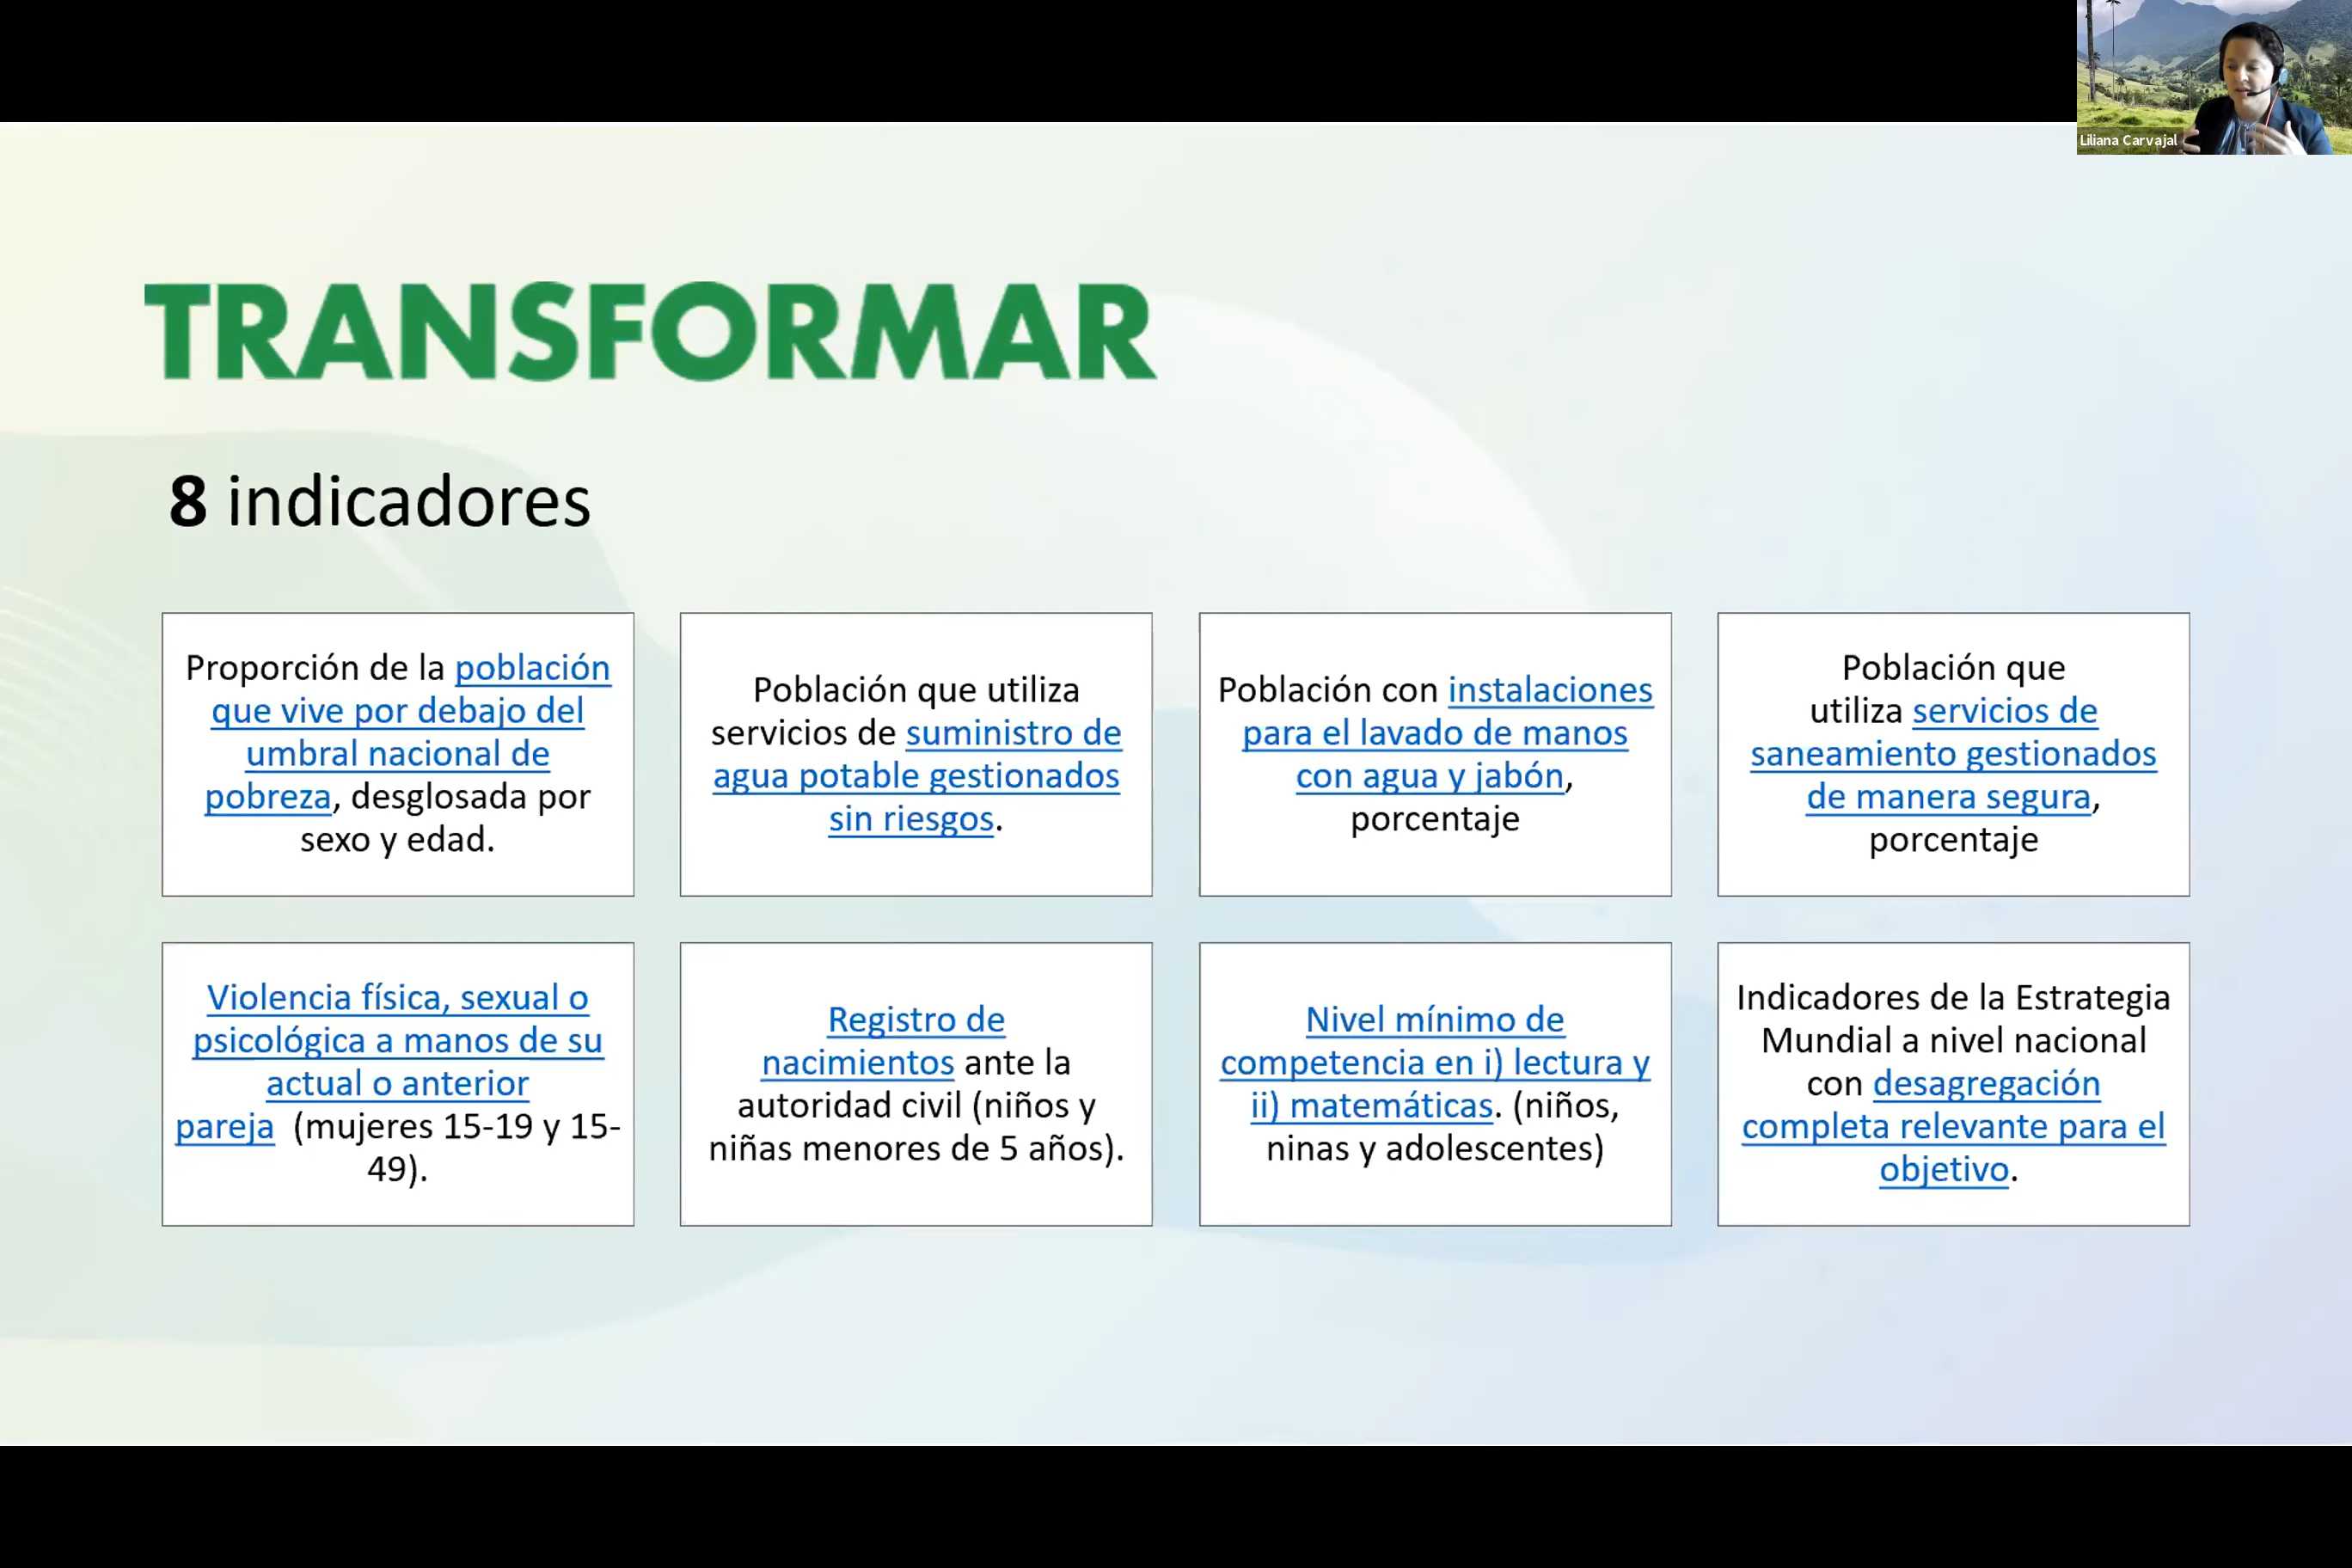 Liliana Carvajal
TRANSFORMAR
8 indicadores
Proporción de la población
que vive por debajo del
umbral nacional de
pobreza, desglosada por
sexo y edad.
Población que utiliza
servicios de suministro de
agua potable gestionados
sin riesgos.
Población con instalaciones
para el lavado de manos
con agua y jabón,
porcentaje
Población que
utiliza servicios de
saneamiento gestionados
de manera segura,
porcentaje
Violencia física, sexual o
psicológica a manos de su
actual o anterior
pareja (mujeres 15-19 y 15-
49).
Registro de
nacimientos ante la
autoridad civil (niños y
niñas menores de 5 años).
Nivel mínimo de
competencia en i) lectura y
ii) matemáticas. (niños,
ninas y adolescentes)
Indicadores de la Estrategia
Mundial a nivel nacional
con desagregación
completa relevante para el
objetivo.